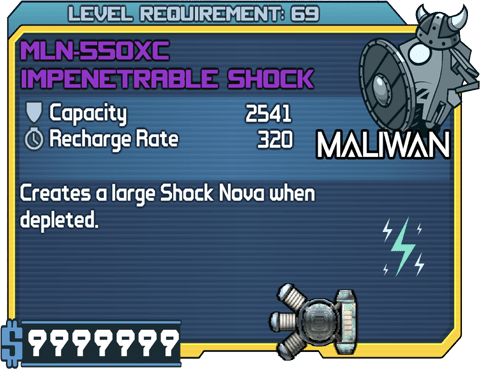 LEVEL REQUIREMENT: 69
MLN-550XC
IMPENETRABLE SHOCK
Capacity 2541
Recharge Rate 320
MALIWAN
Creates a large Shock Nova when
depleted.
$9999999